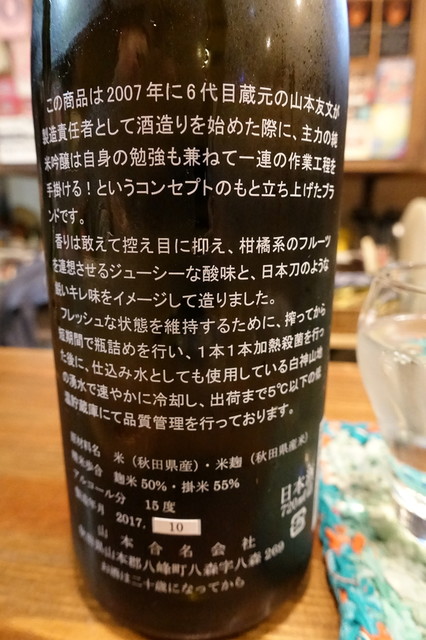 この商品は2007年に6代目蔵元の山本友文が
製造責任者として酒造りを始めた際に、主力の純
米吟醸は自身の勉強も兼ねて一連の作業工程を
手掛ける！というコンセプトのもと立ち上げたブラ
ンドです。
香りは敢えて控え目に抑え、柑橘系のフルーツ
を連想させるジューシーな酸味と、日本刀のような
鋭いキレ味をイメージして造りました。
フレッシュな状態を維持するために、搾ってから
短期間で瓶詰めを行い、1本1本加熱殺菌を行っ
た後に、仕込み水としても使用している白神山地
の湧水で速やかに冷却し、出荷まで5℃以下の低
温貯蔵庫にて品質管理を行っております。
原材料名 米（秋田県産）・米麹（秋田県産米）
精米歩合 麹米50%・掛米55%
アルコール分 15度
製造年月 2017. 10
日本酒
720ml
山本合名会社
秋田県山本郡八峰町八森字八森269
お酒は二十歳になってから